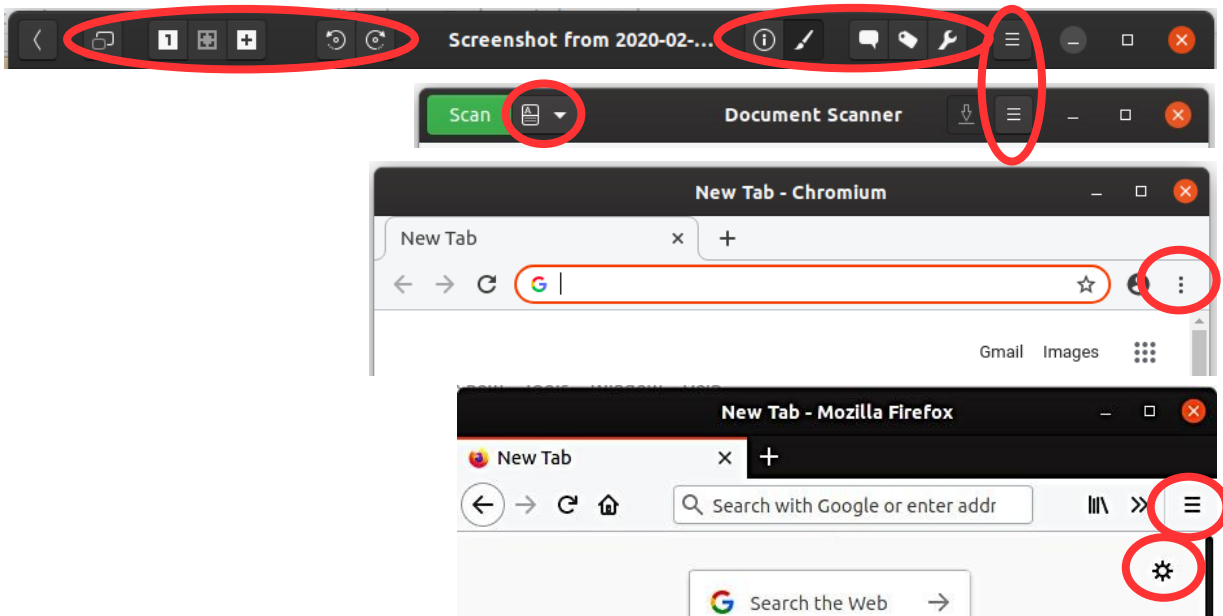 1
Screenshot from 2020-02-...
Scan
Document Scanner
New Tab - Chromium
New Tab
G
Gmail Images
New Tab - Mozilla Firefox
New Tab
Search with Google or enter addr
G Search the Web